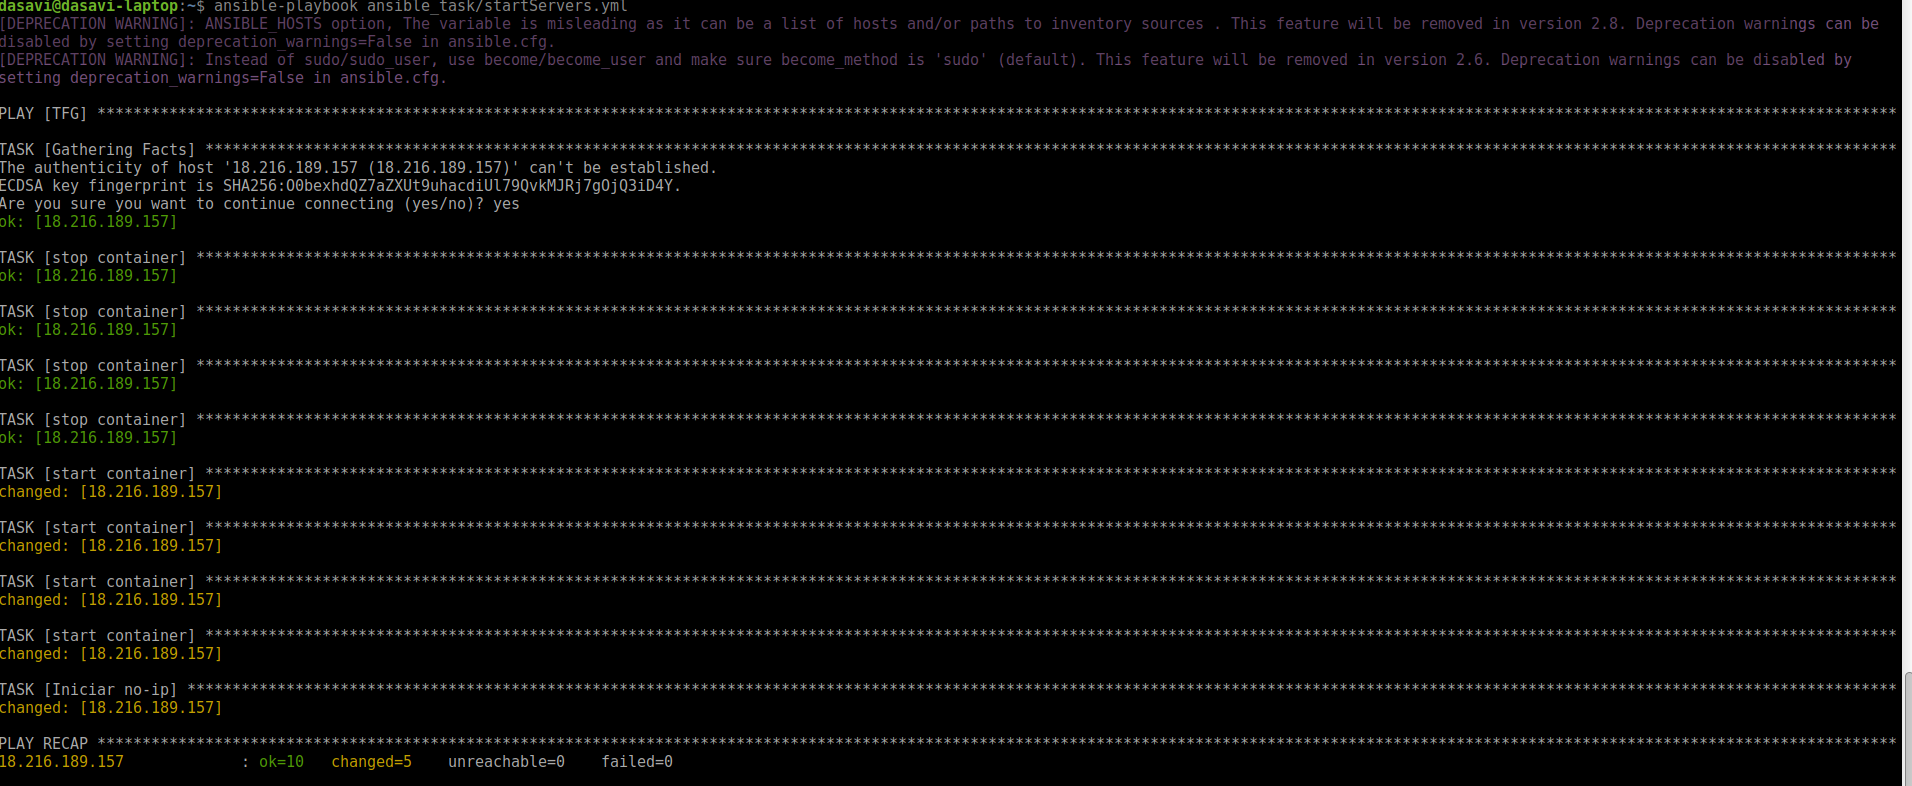 dasavi@dasavi-laptop:~$ ansible-playbook ansible_task/startServers.yml
[DEPRECATION WARNING]: ANSIBLE_HOSTS option, The variable is misleading as it can be a list of hosts and/or paths to inventory sources . This feature will be removed in version 2.8. Deprecation warnings can be
disabled by setting deprecation_warnings=False in ansible.cfg.
[DEPRECATION WARNING]: Instead of sudo/sudo_user, use become/become_user and make sure become_method is 'sudo' (default). This feature will be removed in version 2.6. Deprecation warnings can be disabled by
setting deprecation_warnings=False in ansible.cfg.
PLAY [TFG] ********************************************************************************************************************************************************************************************************
TASK [Gathering Facts] ********************************************************************************************************************************************************************************************
The authenticity of host '18.216.189.157 (18.216.189.157)' can't be established.
ECDSA key fingerprint is SHA256:O0bexhdQZ7aZXUt9uhacdiUl79QvkMJRj7gOjQ3iD4Y.
Are you sure you want to continue connecting (yes/no)? yes
ok: [18.216.189.157]
TASK [stop container] *********************************************************************************************************************************************************************************************
ok: [18.216.189.157]
TASK [stop container] *********************************************************************************************************************************************************************************************
ok: [18.216.189.157]
TASK [stop container] *********************************************************************************************************************************************************************************************
ok: [18.216.189.157]
TASK [stop container] *********************************************************************************************************************************************************************************************
ok: [18.216.189.157]
TASK [start container] ********************************************************************************************************************************************************************************************
changed: [18.216.189.157]
TASK [start container] ********************************************************************************************************************************************************************************************
changed: [18.216.189.157]
TASK [start container] ********************************************************************************************************************************************************************************************
changed: [18.216.189.157]
TASK [start container] ********************************************************************************************************************************************************************************************
changed: [18.216.189.157]
TASK [Iniciar no-ip] **********************************************************************************************************************************************************************************************
changed: [18.216.189.157]
PLAY RECAP ********************************************************************************************************************************************************************************************************
18.216.189.157             : ok=10   changed=5    unreachable=0    failed=0